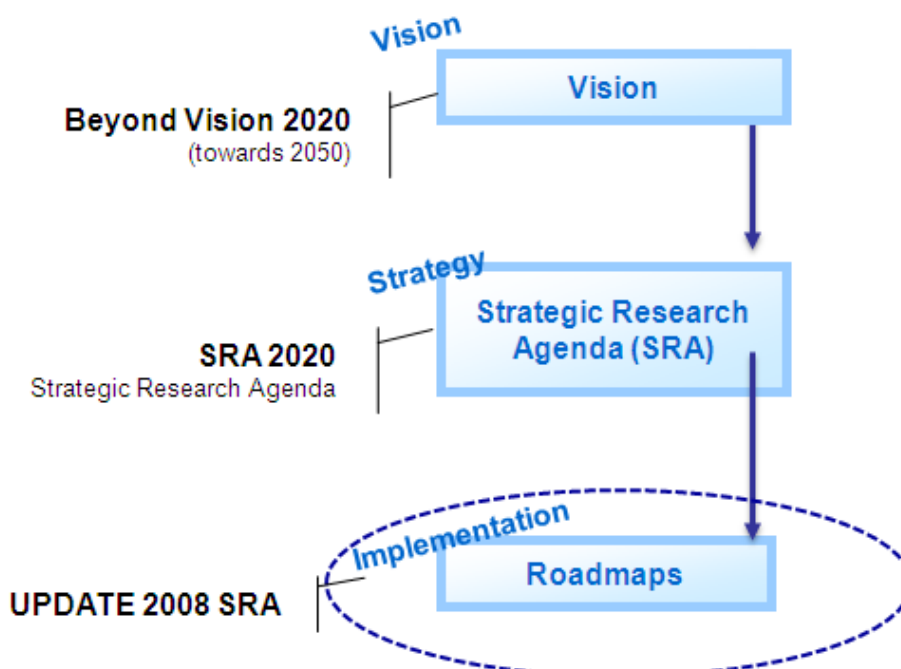 Vision
Vision
Beyond Vision 2020
(towards 2050)
Strategy
Strategic Research
Agenda (SRA)
SRA 2020
Strategic Research Agenda
Implementation
Roadmaps
UPDATE 2008 SRA